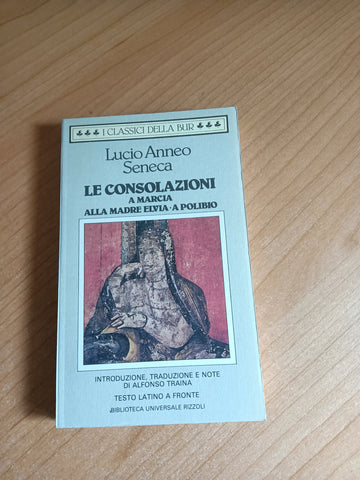 I CLASSICI DELLA BUR
Lucio Anneo
Seneca
LE CONSOLAZIONI
A MARCIA
ALLA MADRE ELVIA · A POLIBIO
INTRODUZIONE, TRADUZIONE E NOTE
DI ALFONSO TRAINA
TESTO LATINO A FRONTE
BIBLIOTECA UNIVERSALE RIZZOLI